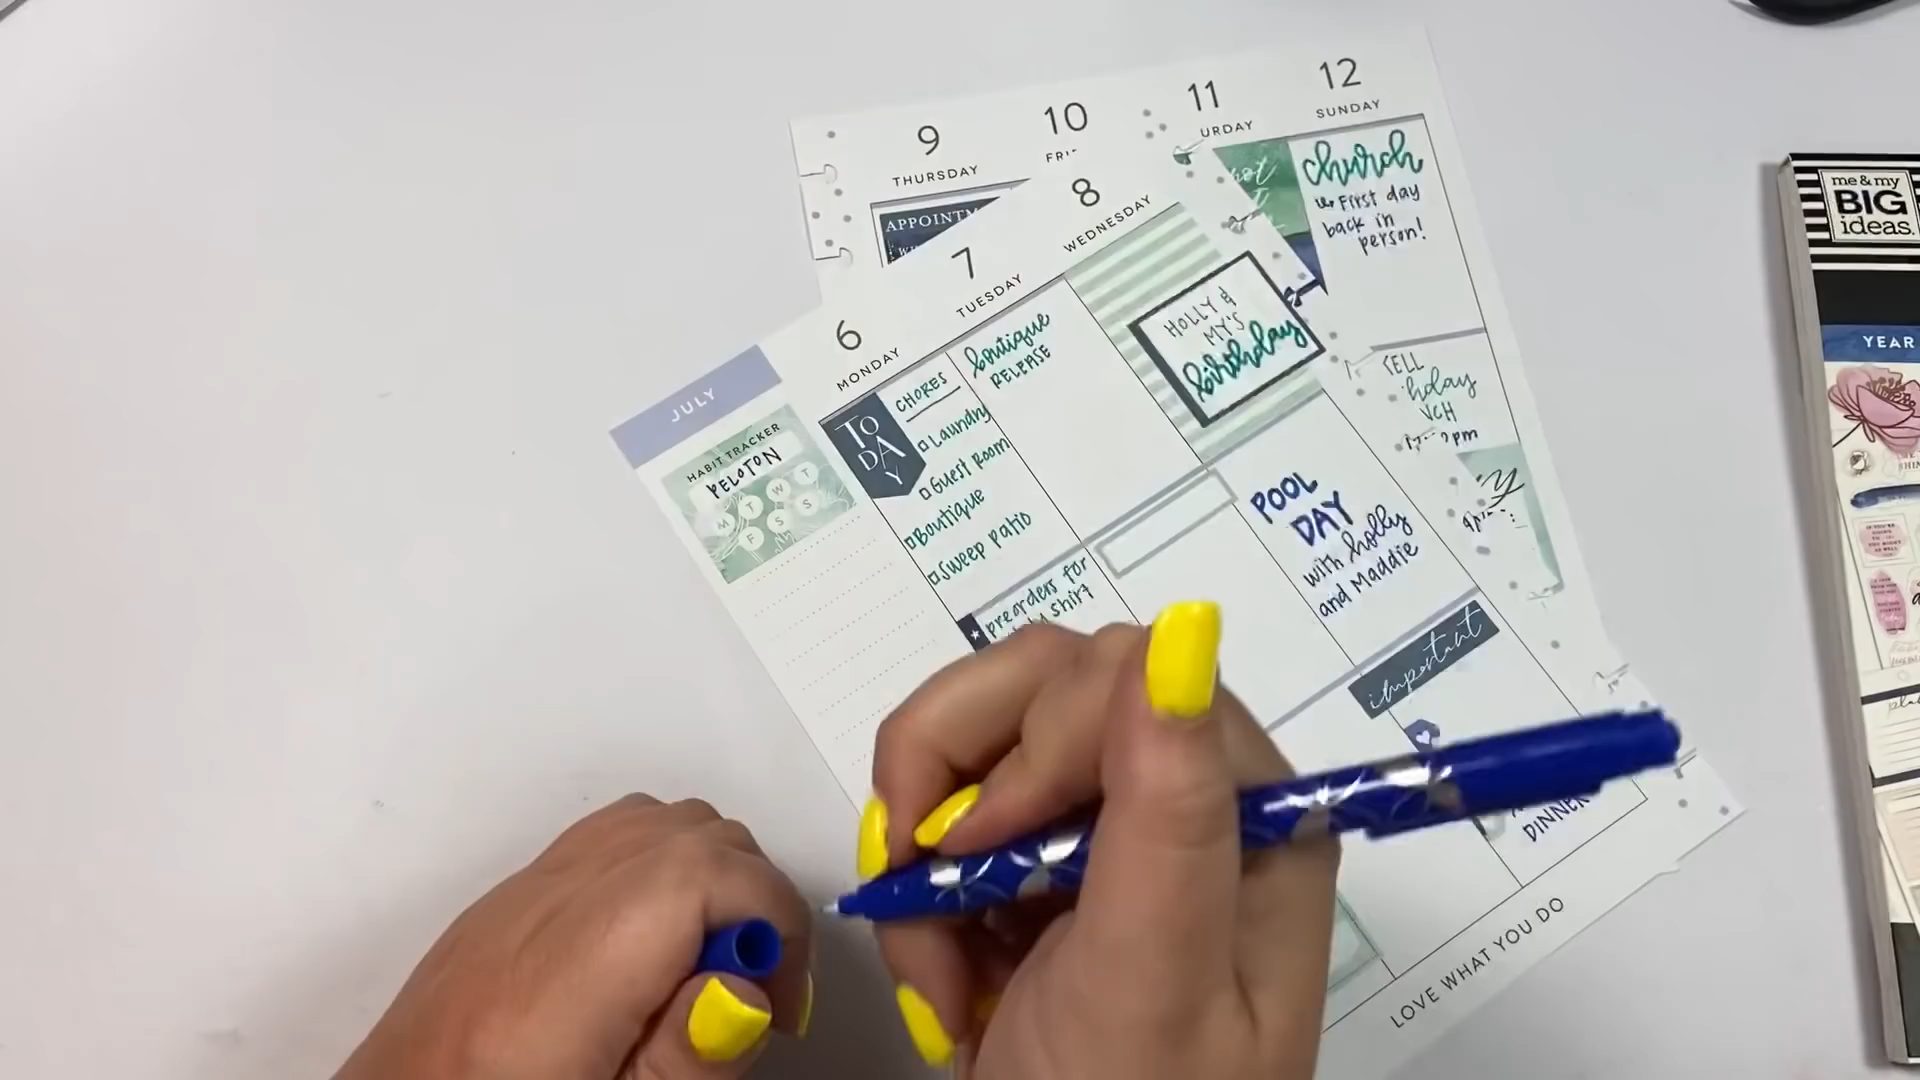 9
THURSDAY
10
11
12
SUNDAY
APPOINTM
church
First day
back in
person!
me & my
BIG
ideas.
YEAR
JULY
6
MONDAY
7
TUESDAY
8
WEDNESDAY
HABIT TRACKER
PELOTON
M T W T
F S S
TODAY
CHORES
Laundry
Guest Room
Boutique
Sweep Patio
preorders for
shirt
boutique
RELEASE
HOLLY &
MY'S
birthday
POOL
DAY
with holly
and Maddie
important
DINNER
LOVE WHAT YOU DO